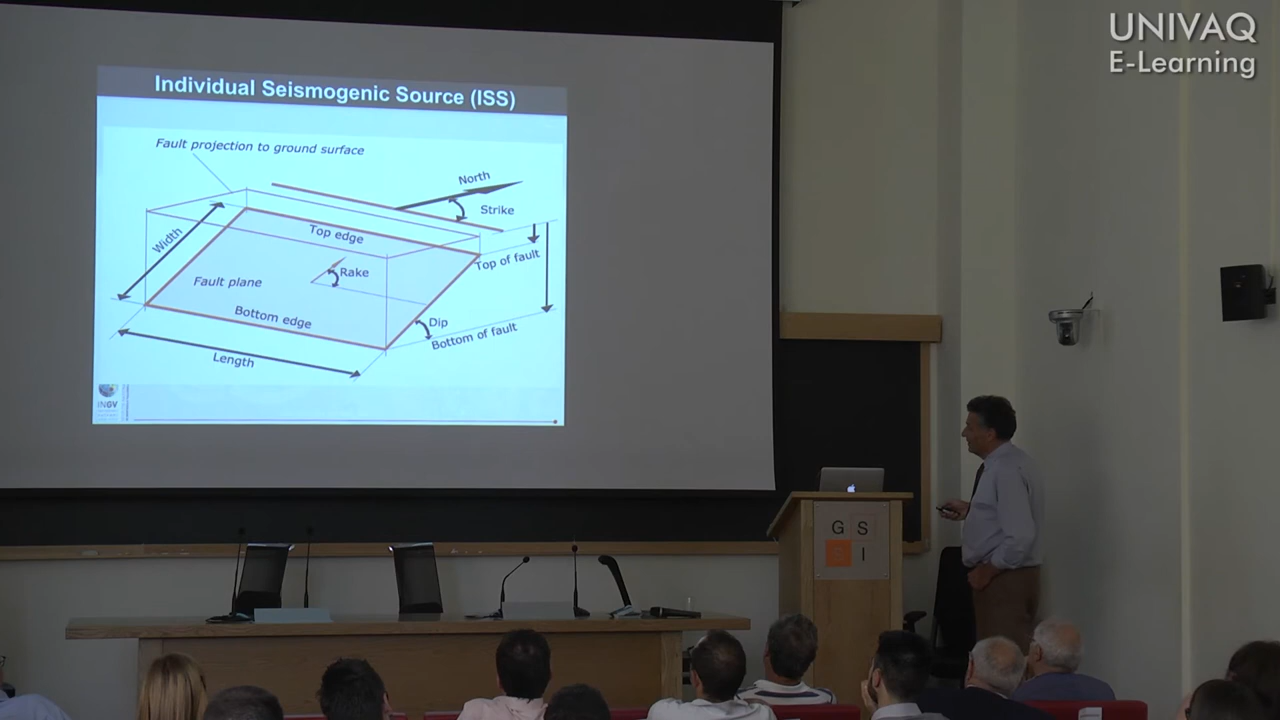 UNIVAQ
E-Learning
Individual Seismogenic Source (ISS)
Fault projection to ground surface
North
Strike
Width
Top edge
Top of fault
Rake
Fault plane
Bottom edge
Dip
Bottom of fault
Length
INGV
G S
I